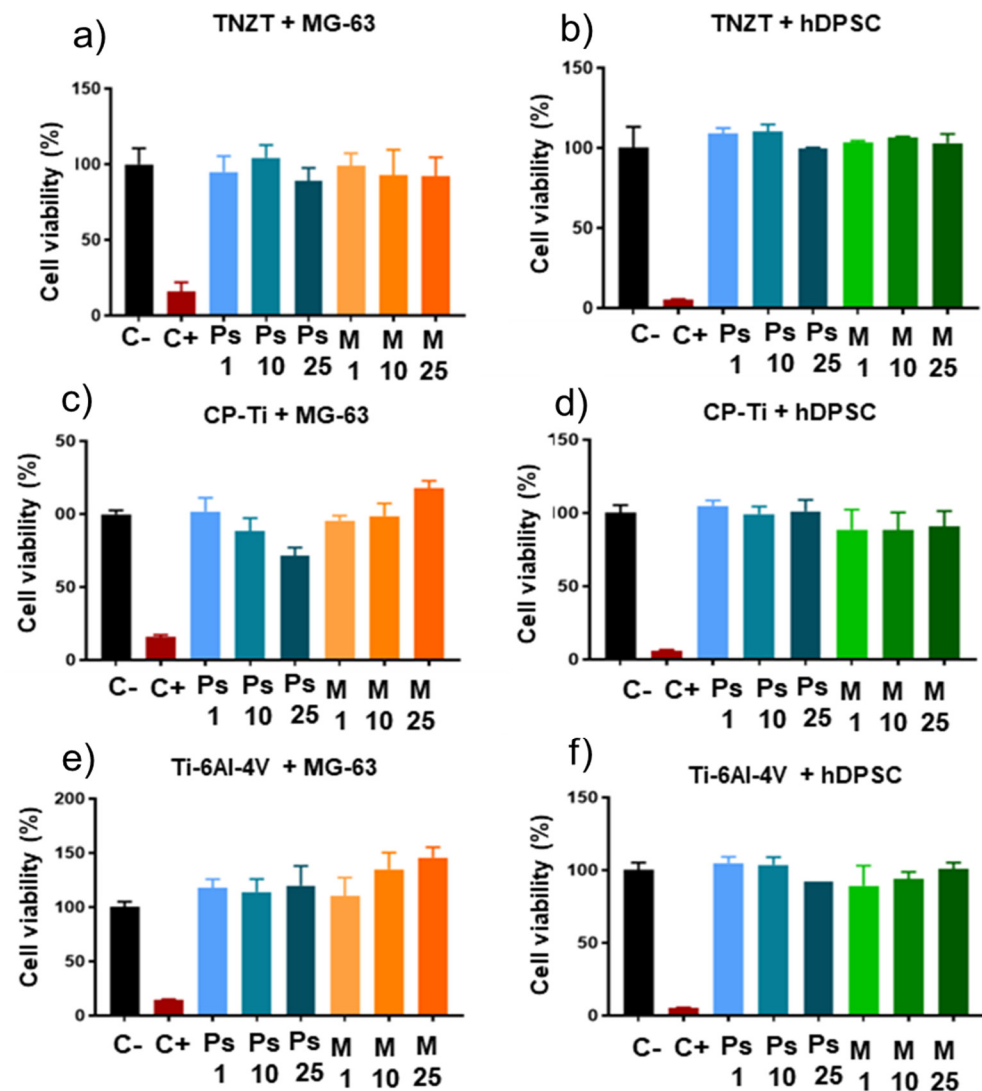 a) TNZT + MG-63
Cell viability (%)
150
100
50
0
C- C+ Ps Ps Ps M M M
1 10 25 1 10 25
b) TNZT + hDPSC
Cell viability (%)
150
100
50
0
C- C+ Ps Ps Ps M M M
1 10 25 1 10 25
c) CP-Ti + MG-63
Cell viability (%)
50
00
50
0
C- C+ Ps Ps Ps M M M
1 10 25 1 10 25
d) CP-Ti + hDPSC
Cell viability (%)
150
100
50
0
C- C+ Ps Ps Ps M M M
1 10 25 1 10 25
e) Ti-6Al-4V + MG-63
Cell viability (%)
200
150
100
50
0
C- C+ Ps Ps Ps M M M
1 10 25 1 10 25
f) Ti-6Al-4V + hDPSC
Cell viability (%)
150
100
50
0
C- C+ Ps Ps Ps M M M
1 10 25 1 10 25